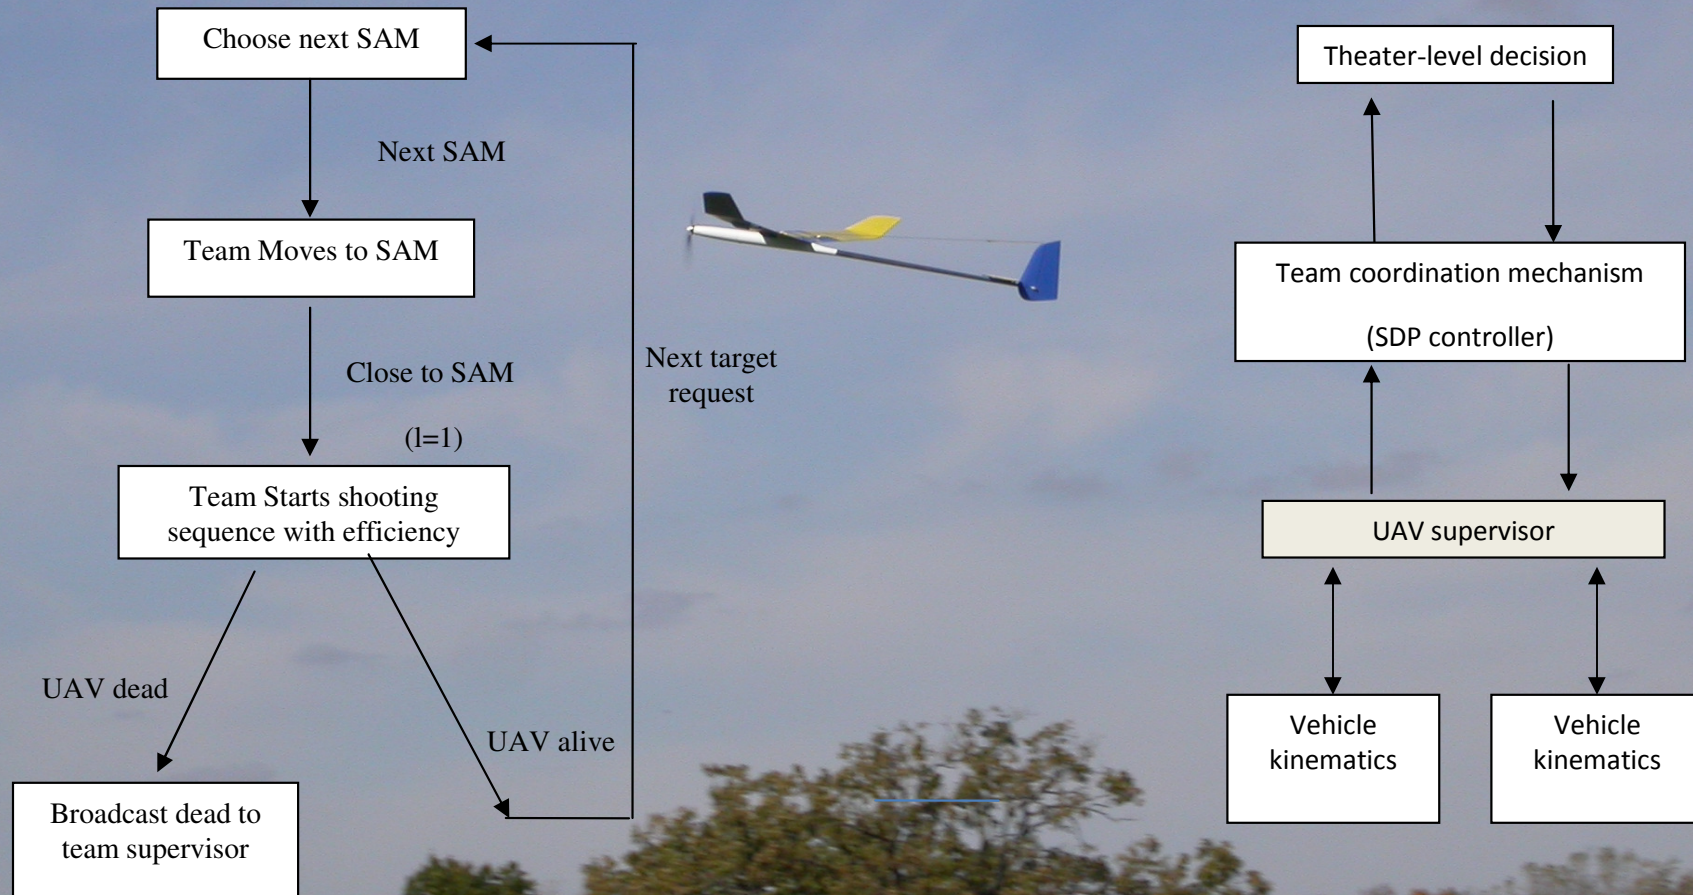 Choose next SAM
Next SAM
Team Moves to SAM
Close to SAM
(l=1)
Team Starts shooting
sequence with efficiency
UAV dead
UAV alive
Broadcast dead to
team supervisor
Next target
request
Theater-level decision
Team coordination mechanism
(SDP controller)
UAV supervisor
Vehicle
kinematics
Vehicle
kinematics